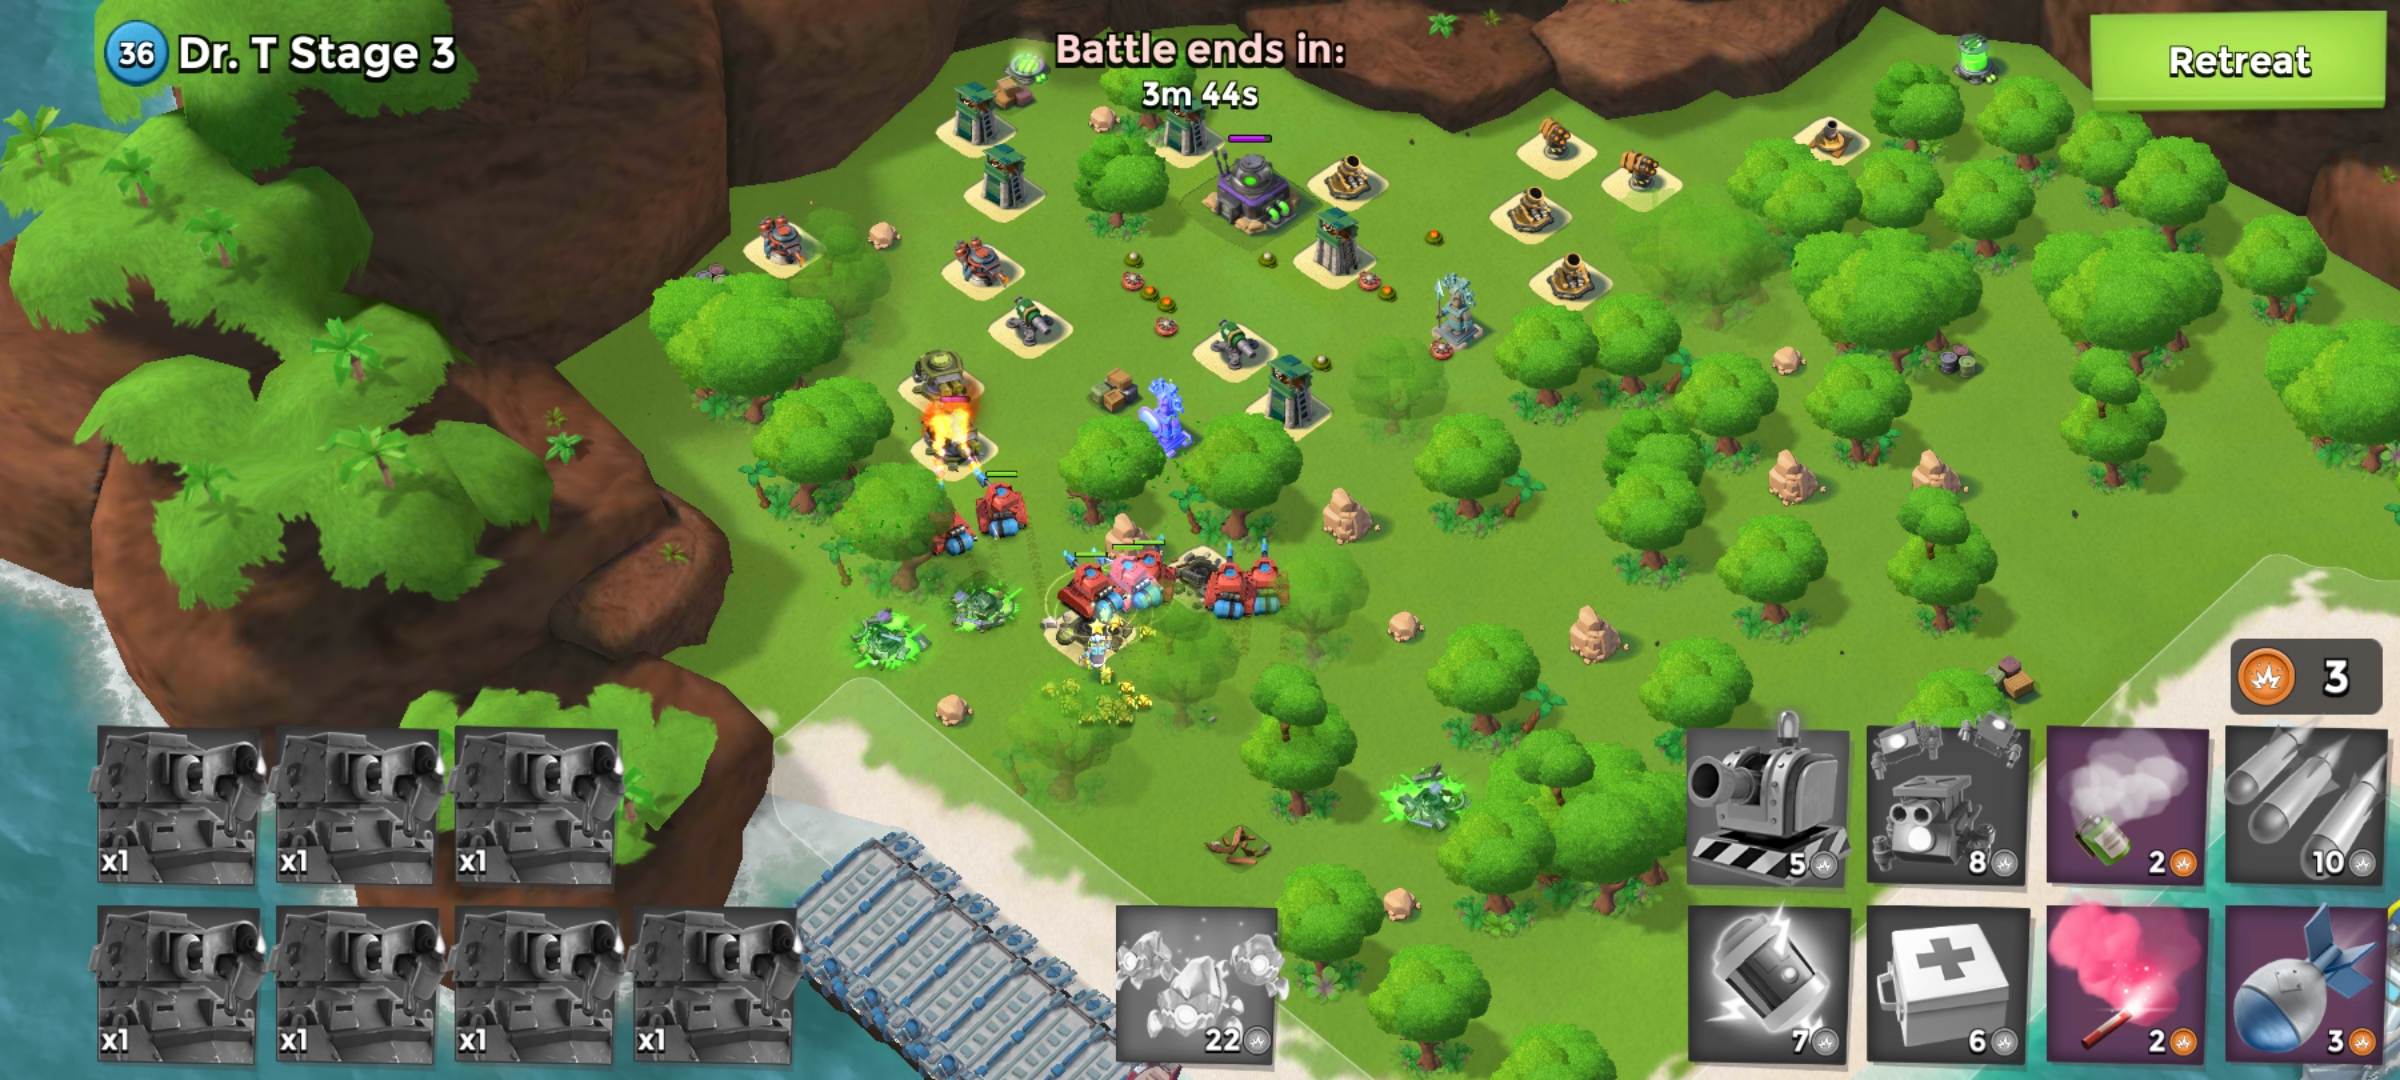 36 Dr. T Stage 3
Battle ends in:
3m 44s
Retreat
3
x1 x1 x1
x1 x1 x1 x1
22
5 8 2 10
7 6 2 3